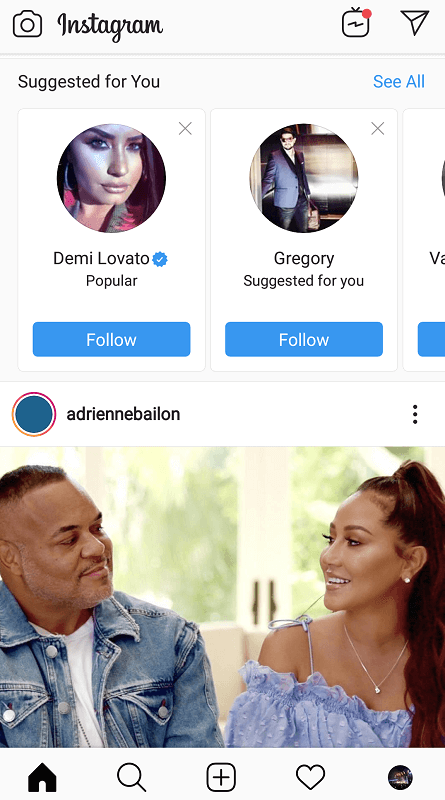 Instagram
Suggested for You See All
Demi Lovato
Popular
Follow
Gregory
Suggested for you
Follow
Va
adriennebailon